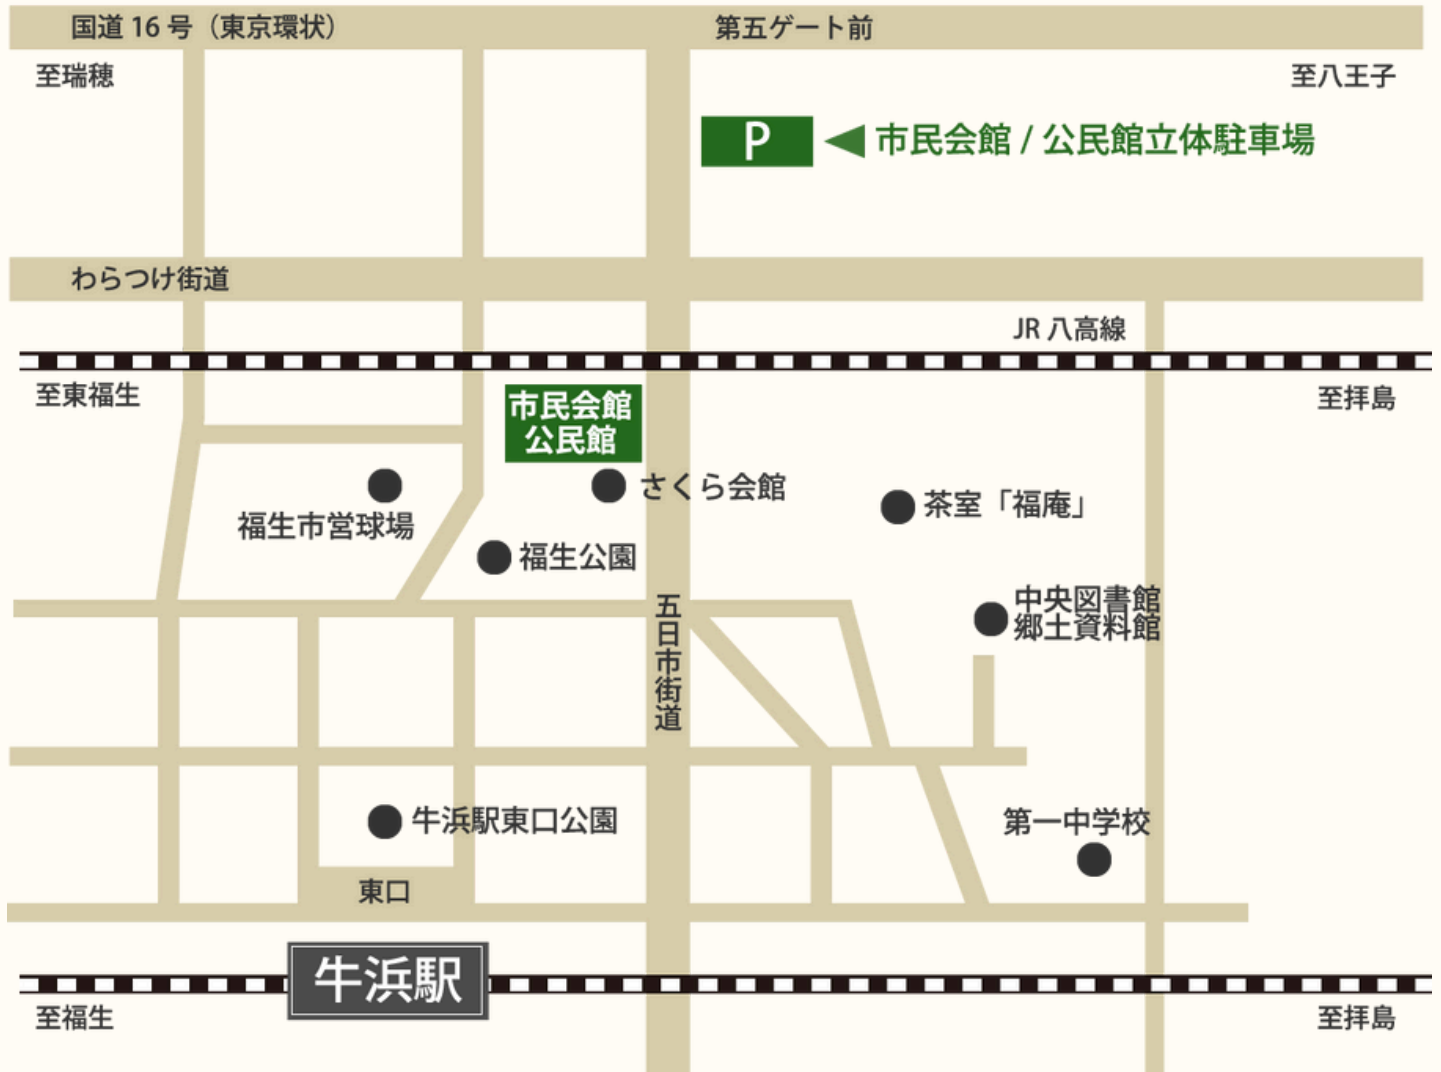 国道 16 号（東京環状）
第五ゲート前
至瑞穂
至八王子
P
市民会館 / 公民館立体駐車場
わらつけ街道
JR 八高線
至東福生
至拝島
市民会館
公民館
さくら会館
茶室「福庵」
福生市営球場
福生公園
中央図書館
郷土資料館
五日市街道
牛浜駅東口公園
第一中学校
東口
牛浜駅
至福生
至拝島